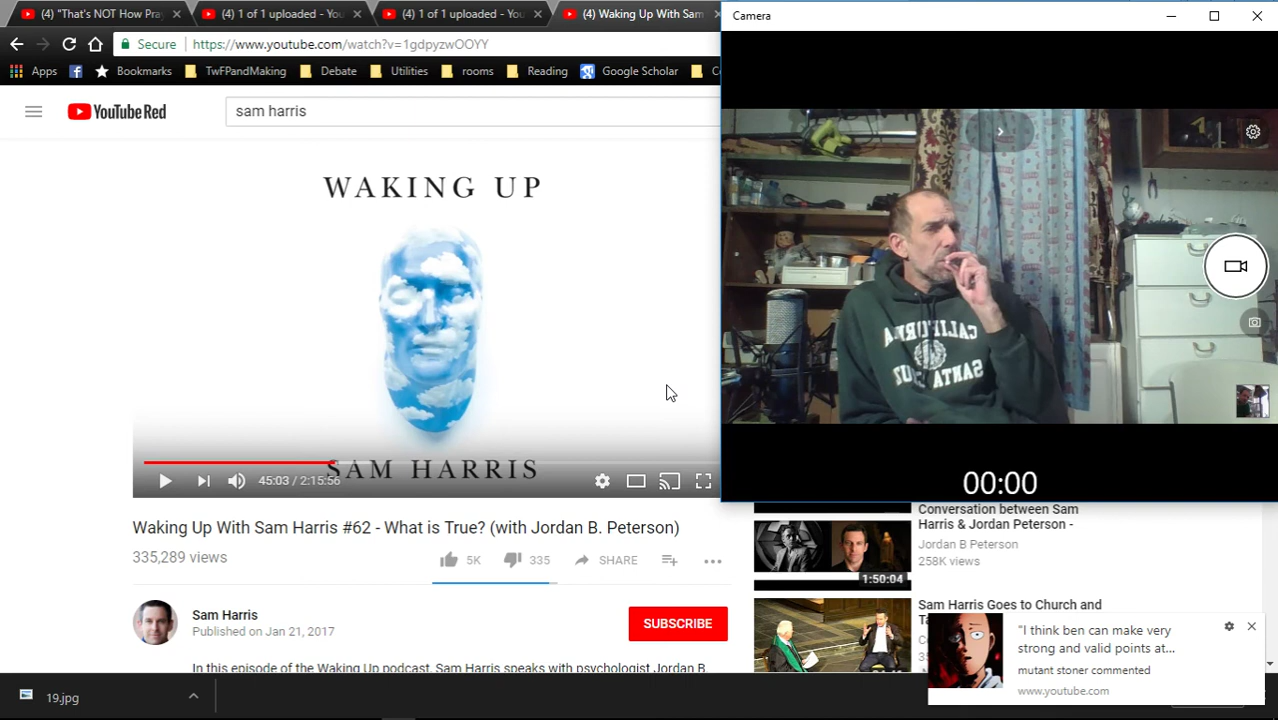 (4) "That's NOT How Pray
(4) 1 of 1 uploaded - You
(4) 1 of 1 uploaded - You
(4) Waking Up With Sam
Camera
Secure
https://www.youtube.com/watch?v=1gdpyzwOOYY
Apps
Bookmarks
TwFPandMaking
Debate
Utilities
rooms
Reading
Google Scholar
YouTube Red
sam harris
WAKING UP
CALIFORNIA
SANTA CRUZ
SAM HARRIS
45:03 / 2:15:56
00:00
Waking Up With Sam Harris #62 - What is True? (with Jordan B. Peterson)
335,289 views
5K
335
SHARE
Conversation between Sam
Harris & Jordan Peterson -
Jordan B Peterson
258K views
1:50:04
Sam Harris
Published on Jan 21, 2017
SUBSCRIBE
Sam Harris Goes to Church and
"I think ben can make very
strong and valid points at...
mutant stoner commented
www.youtube.com
In this episode of the Waking Up podcast, Sam Harris speaks with psychologist Jordan B.
19.jpg